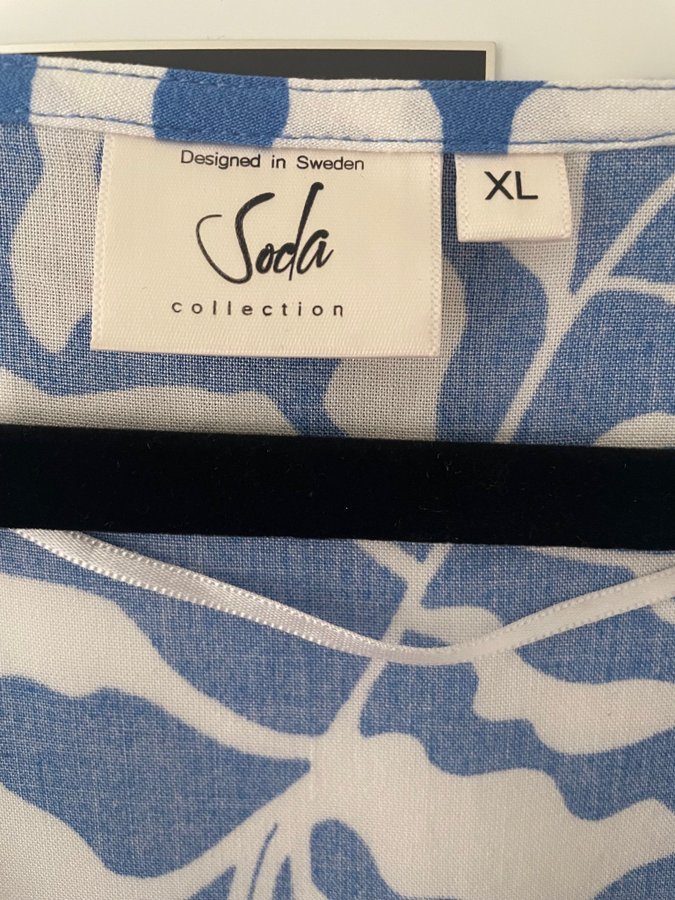 Designed in Sweden
Soda
collection
XL